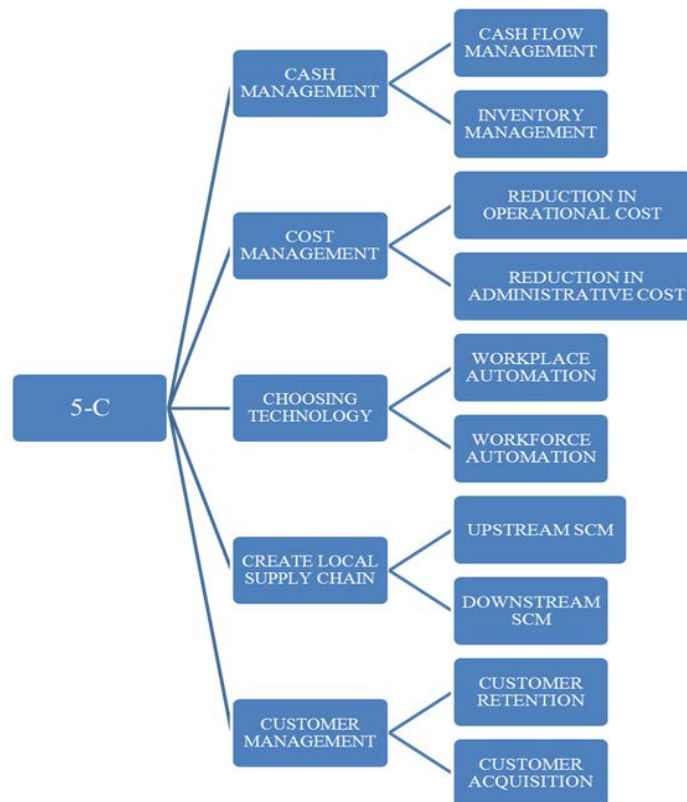 5-C
CASH
MANAGEMENT
CASH FLOW
MANAGEMENT
INVENTORY
MANAGEMENT
COST
MANAGEMENT
REDUCTION IN
OPERATIONAL COST
REDUCTION IN
ADMINISTRATIVE COST
CHOOSING
TECHNOLOGY
WORKPLACE
AUTOMATION
WORKFORCE
AUTOMATION
CREATE LOCAL
SUPPLY CHAIN
UPSTREAM SCM
DOWNSTREAM
SCM
CUSTOMER
MANAGEMENT
CUSTOMER
RETENTION
CUSTOMER
ACQUISITION